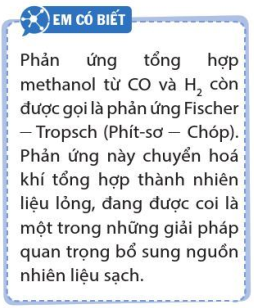 EM CÓ BIẾT
Phản ứng tổng hợp
methanol từ CO và H₂ còn
được gọi là phản ứng Fischer
– Tropsch (Phít-sơ – Chóp).
Phản ứng này chuyển hoá
khí tổng hợp thành nhiên
liệu lỏng, đang được coi là
một trong những giải pháp
quan trọng bổ sung nguồn
nhiên liệu sạch.